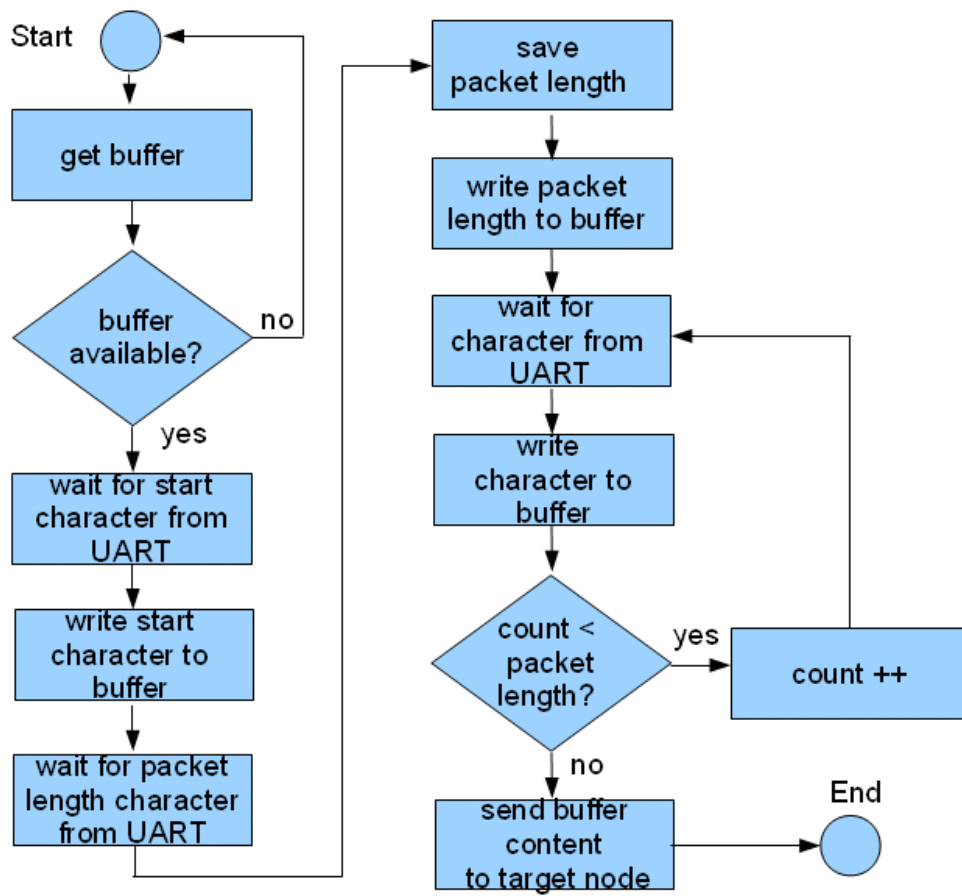 Start
get buffer
buffer
available?
no
yes
wait for start
character from
UART
write start
character to
buffer
wait for packet
length character
from UART
save
packet length
write packet
length to buffer
wait for
character from
UART
write
character to
buffer
count <
packet
length?
yes
count ++
no
send buffer
content
to target node
End